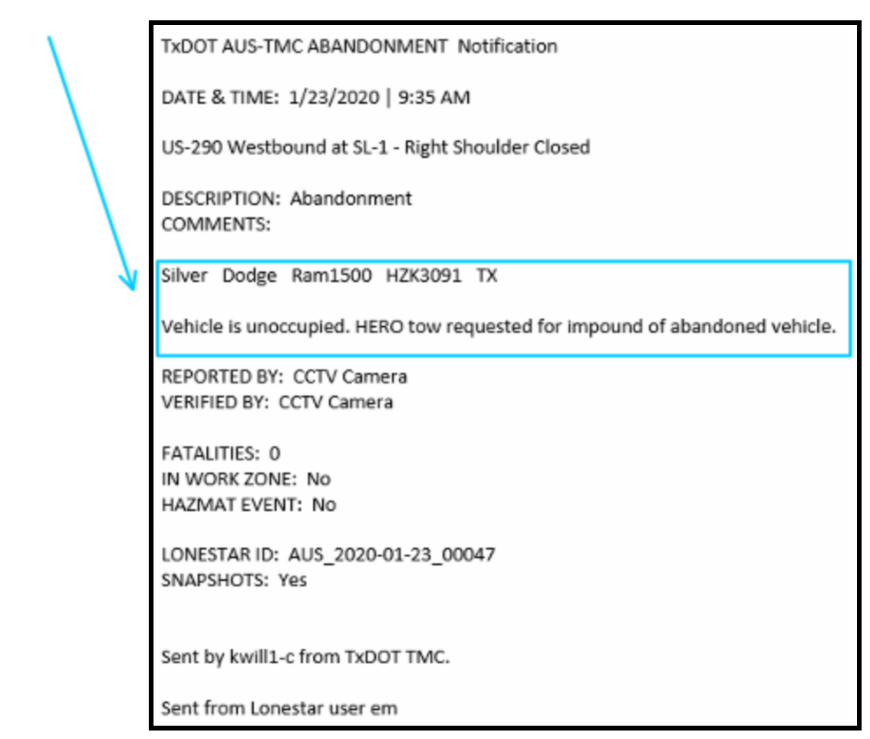 TxDOT AUS-TMC ABANDONMENT Notification
DATE & TIME: 1/23/2020 | 9:35 AM
US-290 Westbound at SL-1 - Right Shoulder Closed
DESCRIPTION: Abandonment
COMMENTS:
Silver Dodge Ram1500 HZK3091 TX
Vehicle is unoccupied. HERO tow requested for impound of abandoned vehicle.
REPORTED BY: CCTV Camera
VERIFIED BY: CCTV Camera
FATALITIES: 0
IN WORK ZONE: No
HAZMAT EVENT: No
LONESTAR ID: AUS_2020-01-23_00047
SNAPSHOTS: Yes
Sent by kwill1-c from TxDOT TMC.
Sent from Lonestar user em